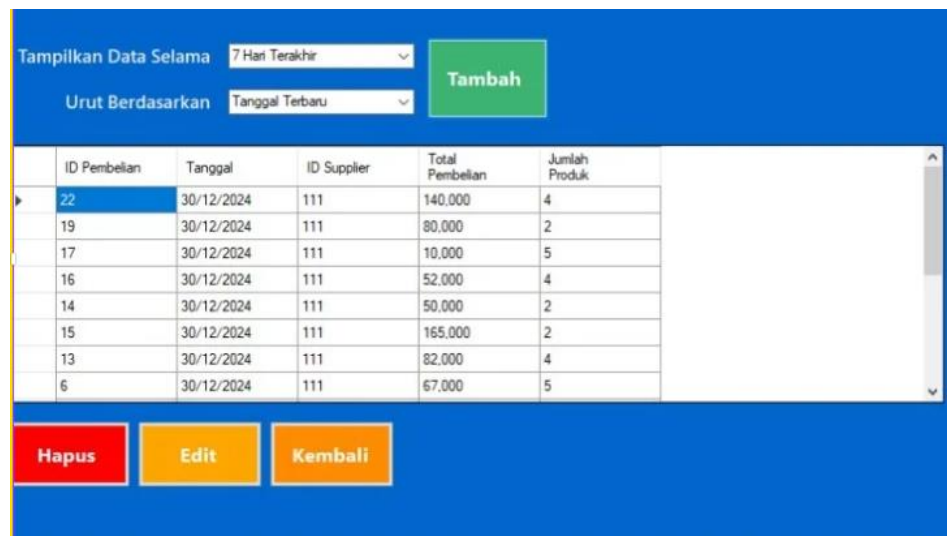 Tampilkan Data Selama 7 Hari Terakhir
Tambah
Urut Berdasarkan Tanggal Terbaru
ID Pembelian Tanggal ID Supplier Total Pembelian Jumlah Produk
22 30/12/2024 111 140,000 4
19 30/12/2024 111 80,000 2
17 30/12/2024 111 10,000 5
16 30/12/2024 111 52,000 4
14 30/12/2024 111 50,000 2
15 30/12/2024 111 165,000 2
13 30/12/2024 111 82,000 4
6 30/12/2024 111 67,000 5
Hapus Edit Kembali